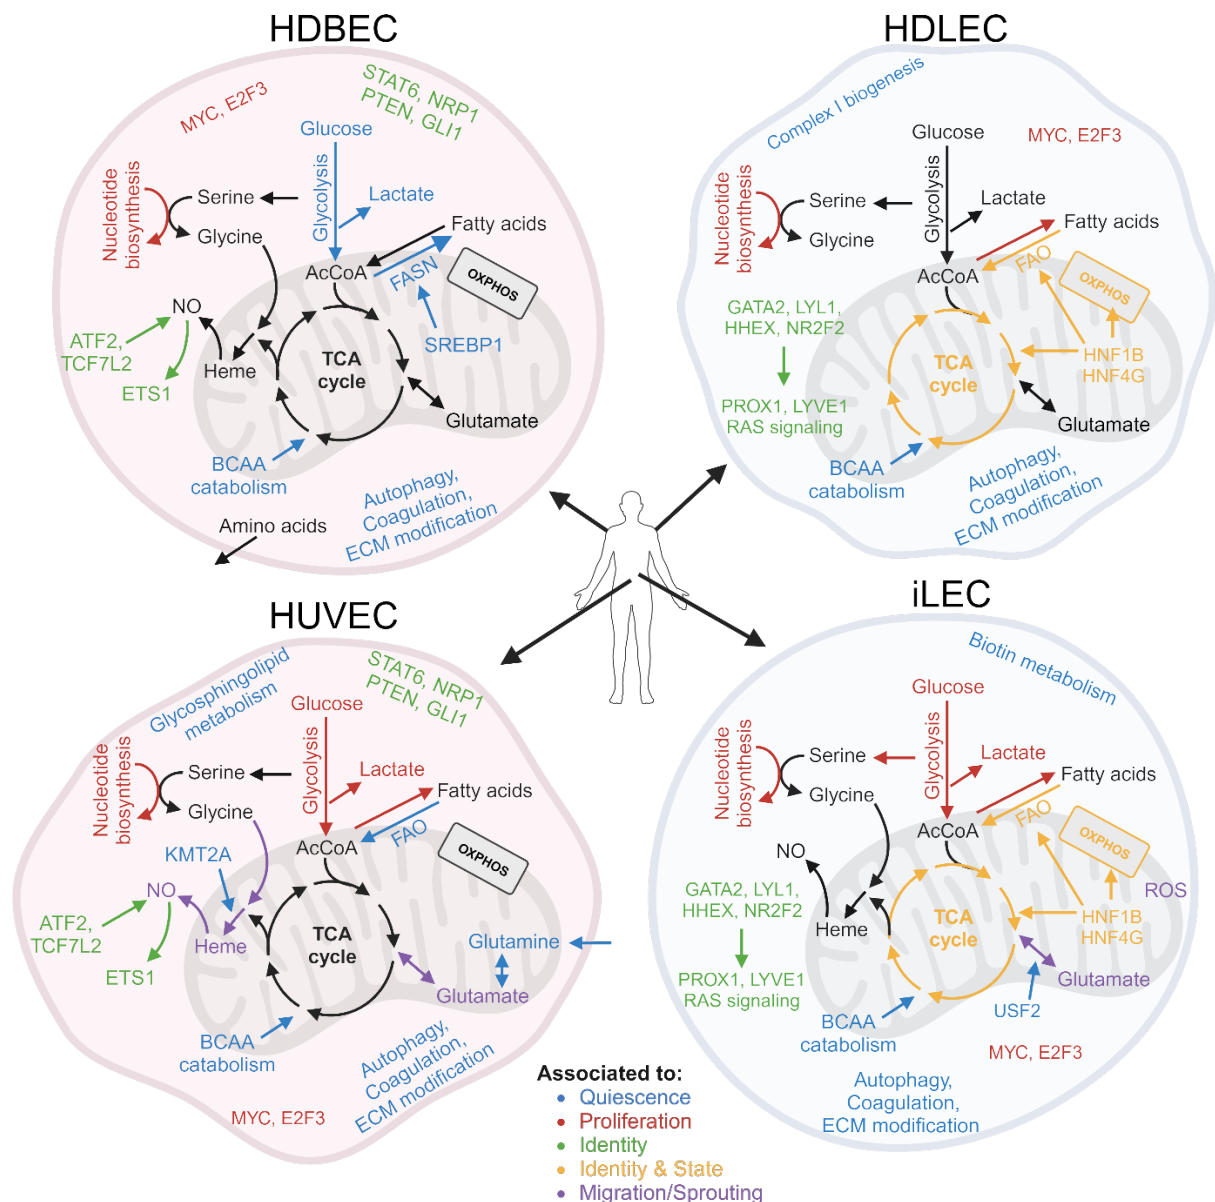 HDBEC
MYC, E2F3
STAT6, NRP1
PTEN, GLI1
Glucose
Glycolysis
Nucleotide
biosynthesis
Serine
Lactate
Glycine
Fatty acids
AcCoA
FASN
OXPHOS
NO
ATF2,
TCF7L2
Heme
TCA
cycle
SREBP1
ETS1
Glutamate
BCAA
catabolism
Autophagy,
Coagulation,
ECM modification
Amino acids
HDLEC
Complex I biogenesis
Glucose
MYC, E2F3
Glycolysis
Nucleotide
biosynthesis
Serine
Lactate
Glycine
Fatty acids
AcCoA
FAO
OXPHOS
GATA2, LYL1,
HHEX, NR2F2
TCA
cycle
HNF1B
HNF4G
PROX1, LYVE1
RAS signaling
Glutamate
BCAA
catabolism
Autophagy,
Coagulation,
ECM modification
HUVEC
Glycosphingolipid
metabolism
STAT6, NRP1
PTEN, GLI1
Glucose
Glycolysis
Nucleotide
biosynthesis
Serine
Lactate
Glycine
Fatty acids
AcCoA
FAO
OXPHOS
KMT2A
NO
ATF2,
TCF7L2
Heme
TCA
cycle
Glutamine
ETS1
Glutamate
BCAA
catabolism
Autophagy,
Coagulation,
ECM modification
MYC, E2F3
iLEC
Biotin metabolism
Glucose
Glycolysis
Nucleotide
biosynthesis
Serine
Lactate
Glycine
Fatty acids
AcCoA
FAO
OXPHOS
NO
ROS
GATA2, LYL1,
HHEX, NR2F2
Heme
TCA
cycle
HNF1B
HNF4G
PROX1, LYVE1
RAS signaling
Glutamate
USF2
BCAA
catabolism
MYC, E2F3
Autophagy,
Coagulation,
ECM modification
Associated to:
Quiescence
Proliferation
Identity
Identity & State
Migration/Sprouting